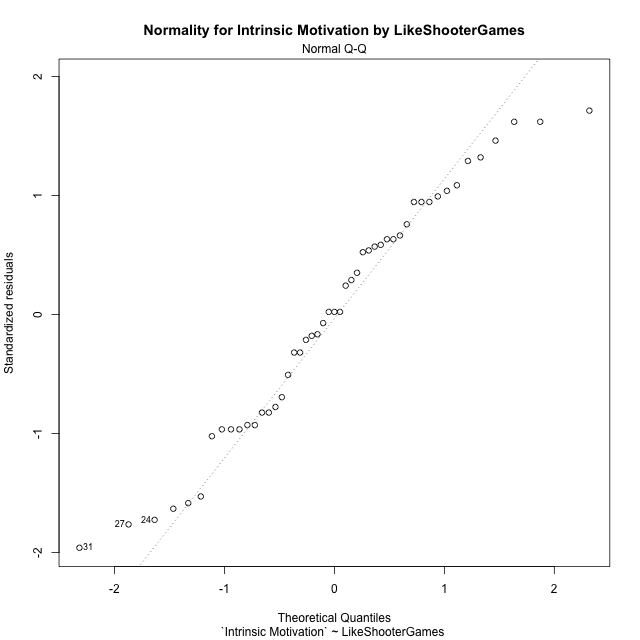 Normality for Intrinsic Motivation by LikeShooterGames
Normal Q-Q
2
1
0
-1
-2
Standardized residuals
27
24
31
-2
-1
0
1
2
Theoretical Quantiles
`Intrinsic Motivation` ~ LikeShooterGames